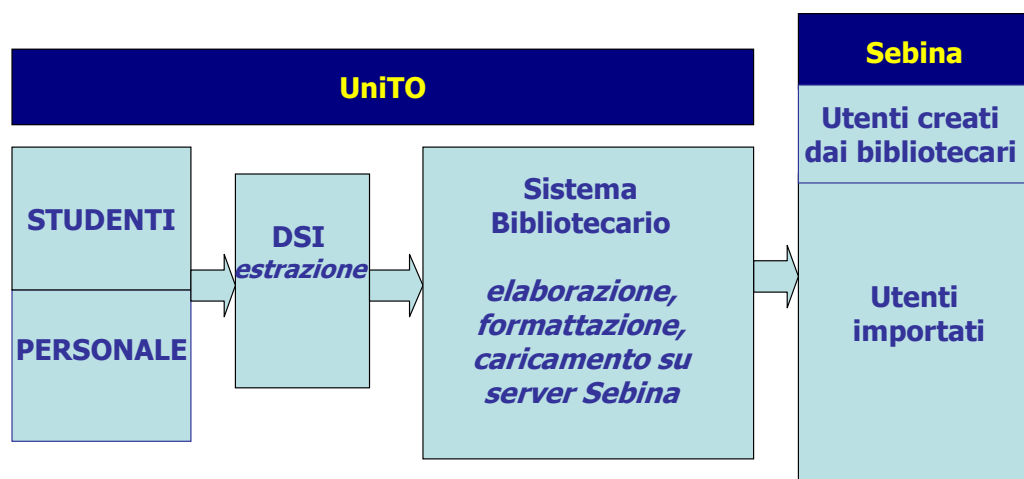 UniTO
STUDENTI
PERSONALE
DSI
estrazione
Sistema
Bibliotecario
elaborazione,
formattazione,
caricamento su
server Sebina
Sebina
Utenti creati
dai bibliotecari
Utenti
importati